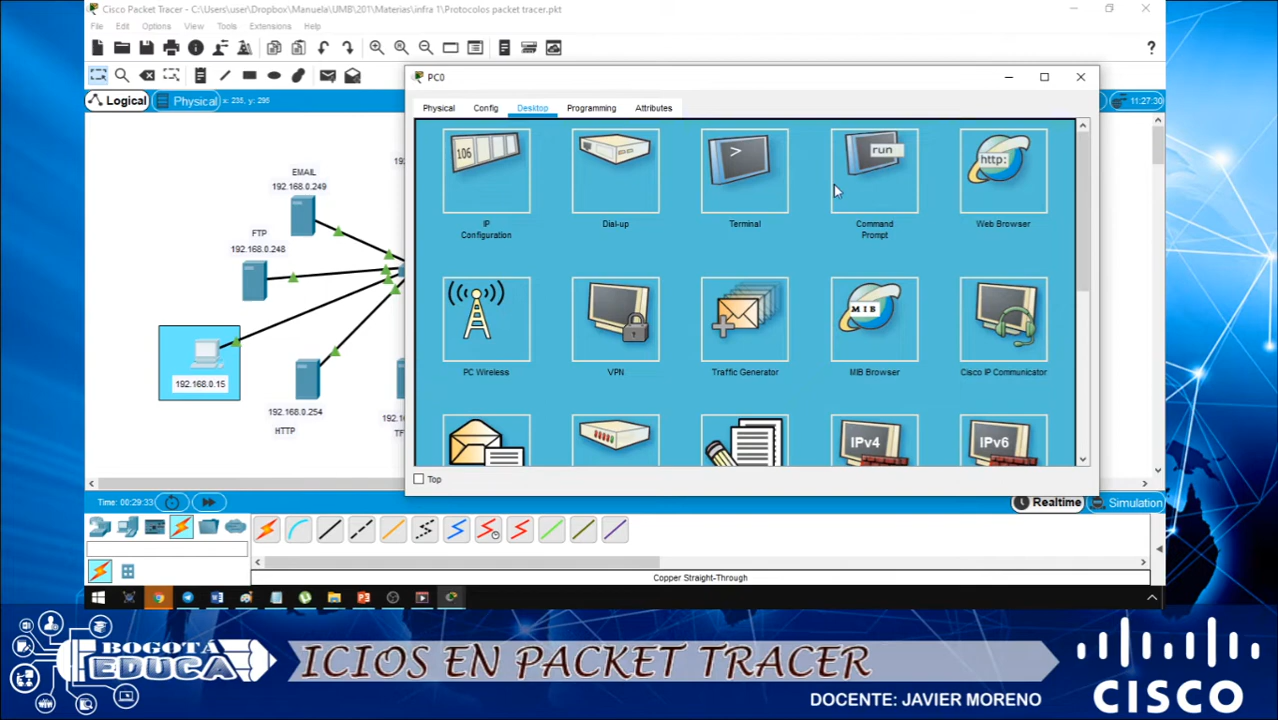 Cisco Packet Tracer - C:\Users\user\Dropbox\Manuela\UMB\201\Materias\infra 1\Protocolos packet tracer.pkt
File Edit Options View Tools Extensions Help
?
Logical
Physical
x: 235, y: 295
11:27:30
PC0
Physical
Config
Desktop
Programming
Attributes
106
IP
Configuration
Dial-up
>
Terminal
run
Command
Prompt
http:
Web Browser
PC Wireless
VPN
Traffic Generator
MIB
MIB Browser
Cisco IP Communicator
IPv4
IPv6
Top
EMAIL
192.168.0.249
FTP
192.168.0.248
192.168.0.15
192.168.0.254
HTTP
Time: 00:29:33
Realtime
Simulation
Copper Straight-Through
BOGOTÁ
EDUCA
ICIOS EN PACKET TRACER
DOCENTE: JAVIER MORENO
CISCO